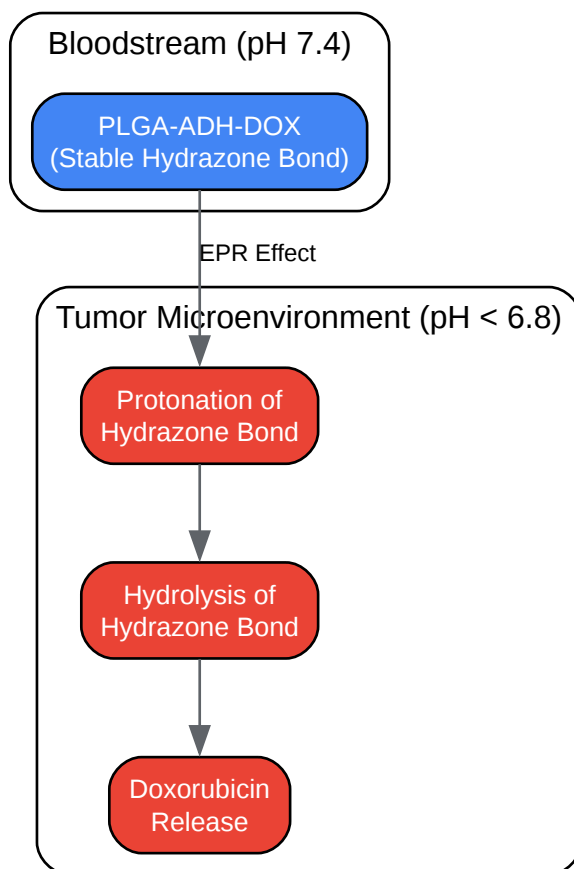 Bloodstream (pH 7.4)
PLGA-ADH-DOX
(Stable Hydrazone Bond)
EPR Effect
Tumor Microenvironment (pH < 6.8)
Protonation of
Hydrazone Bond
Hydrolysis of
Hydrazone Bond
Doxorubicin
Release